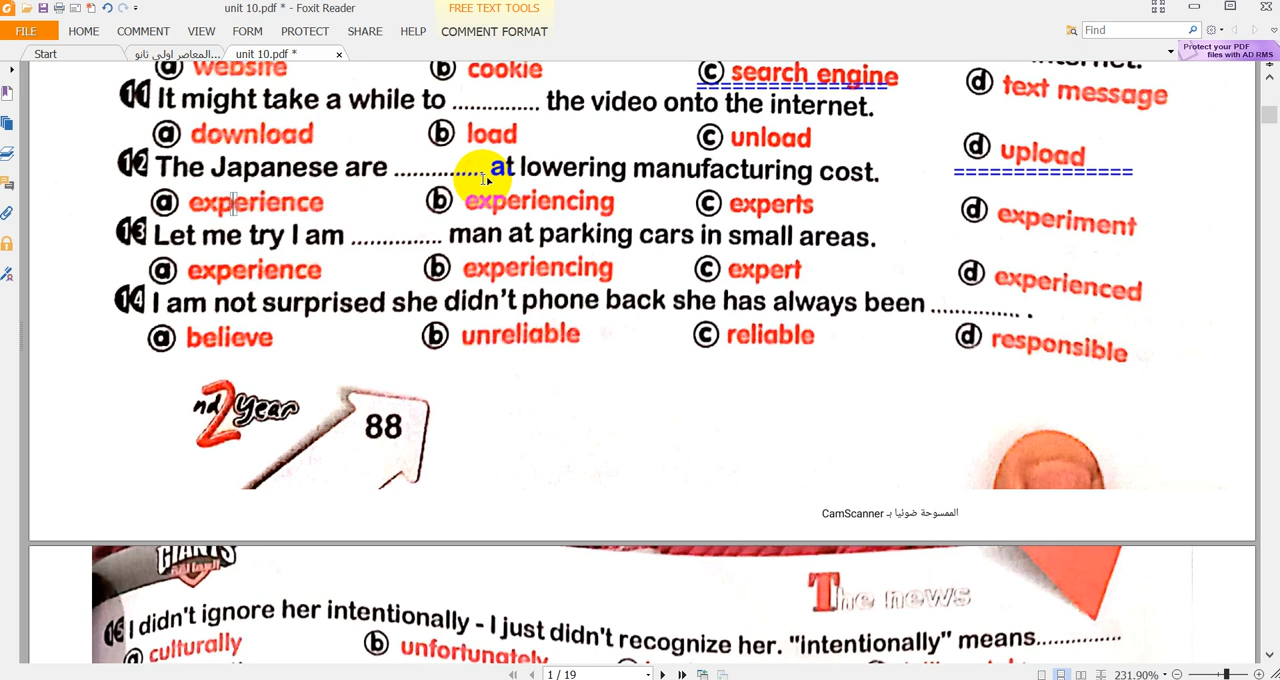 unit 10.pdf * - Foxit Reader
FREE TEXT TOOLS
FILE HOME COMMENT VIEW FORM PROTECT SHARE HELP COMMENT FORMAT
Find
Start
المعاصر اولي ثانو...
unit 10.pdf *
Protect your PDF
files with AD RMS
ⓐ website ⓑ cookie ⓒ search engine ⓓ text message
11 It might take a while to .............. the video onto the internet.
ⓐ download ⓑ load ⓒ unload ⓓ upload
12 The Japanese are .............. at lowering manufacturing cost.
ⓐ experience ⓑ experiencing ⓒ experts ⓓ experiment
13 Let me try I am .............. man at parking cars in small areas.
ⓐ experience ⓑ experiencing ⓒ expert ⓓ experienced
14 I am not surprised she didn't phone back she has always been .............. .
ⓐ believe ⓑ unreliable ⓒ reliable ⓓ responsible
2nd year
88
الممسوحة ضوئيا بـ CamScanner
GIANTS
العمالقة
The news
15 I didn't ignore her intentionally - I just didn't recognize her. "intentionally" means..............
ⓐ culturally ⓑ unfortunately
1 / 19
231.90%